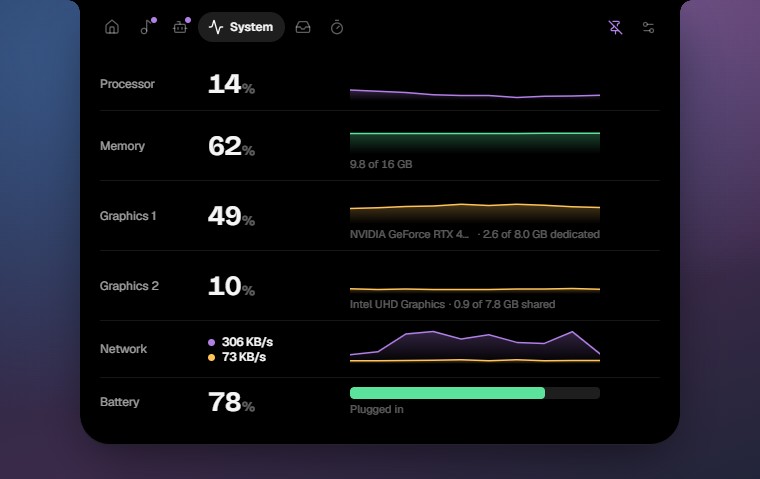 System
Processor
14%
Memory
62%
9.8 of 16 GB
Graphics 1
49%
NVIDIA GeForce RTX 4... · 2.6 of 8.0 GB dedicated
Graphics 2
10%
Intel UHD Graphics · 0.9 of 7.8 GB shared
Network
306 KB/s
73 KB/s
Battery
78%
Plugged in